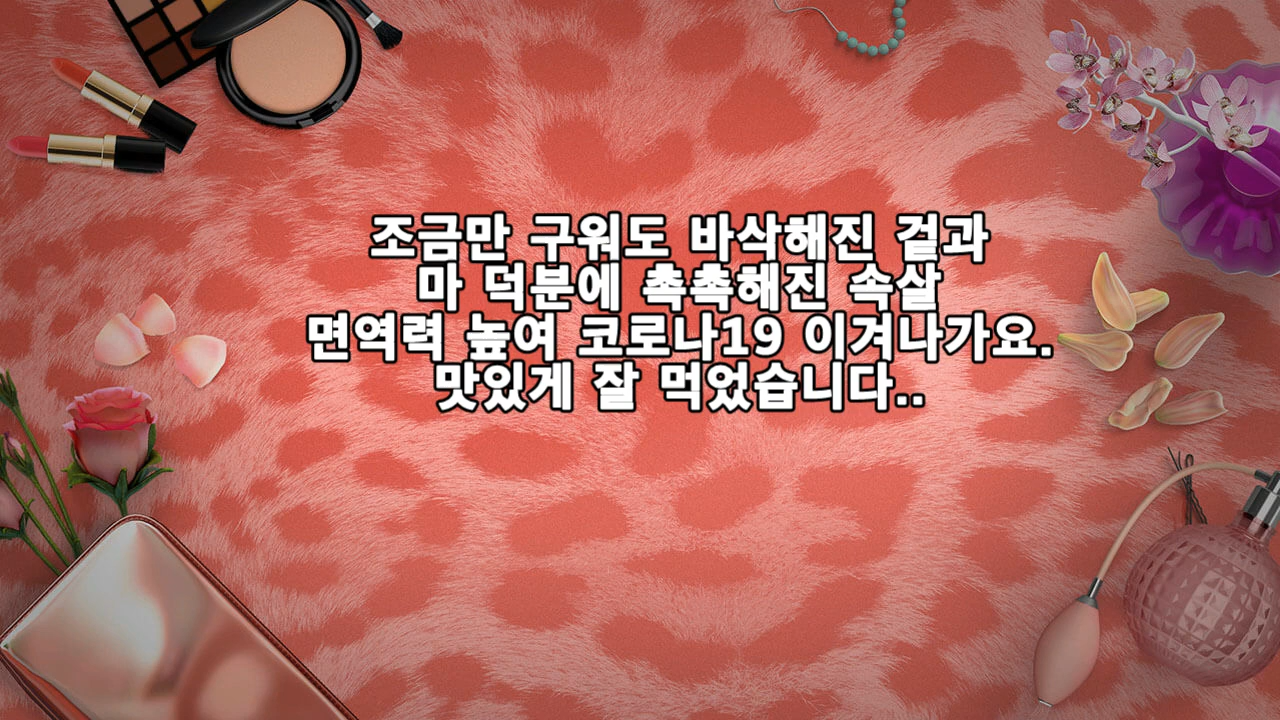 조금만 구워도 바삭해진 겉과
마 덕분에 촉촉해진 속살
면역력 높여 코로나19 이겨나가요.
맛있게 잘 먹었습니다..